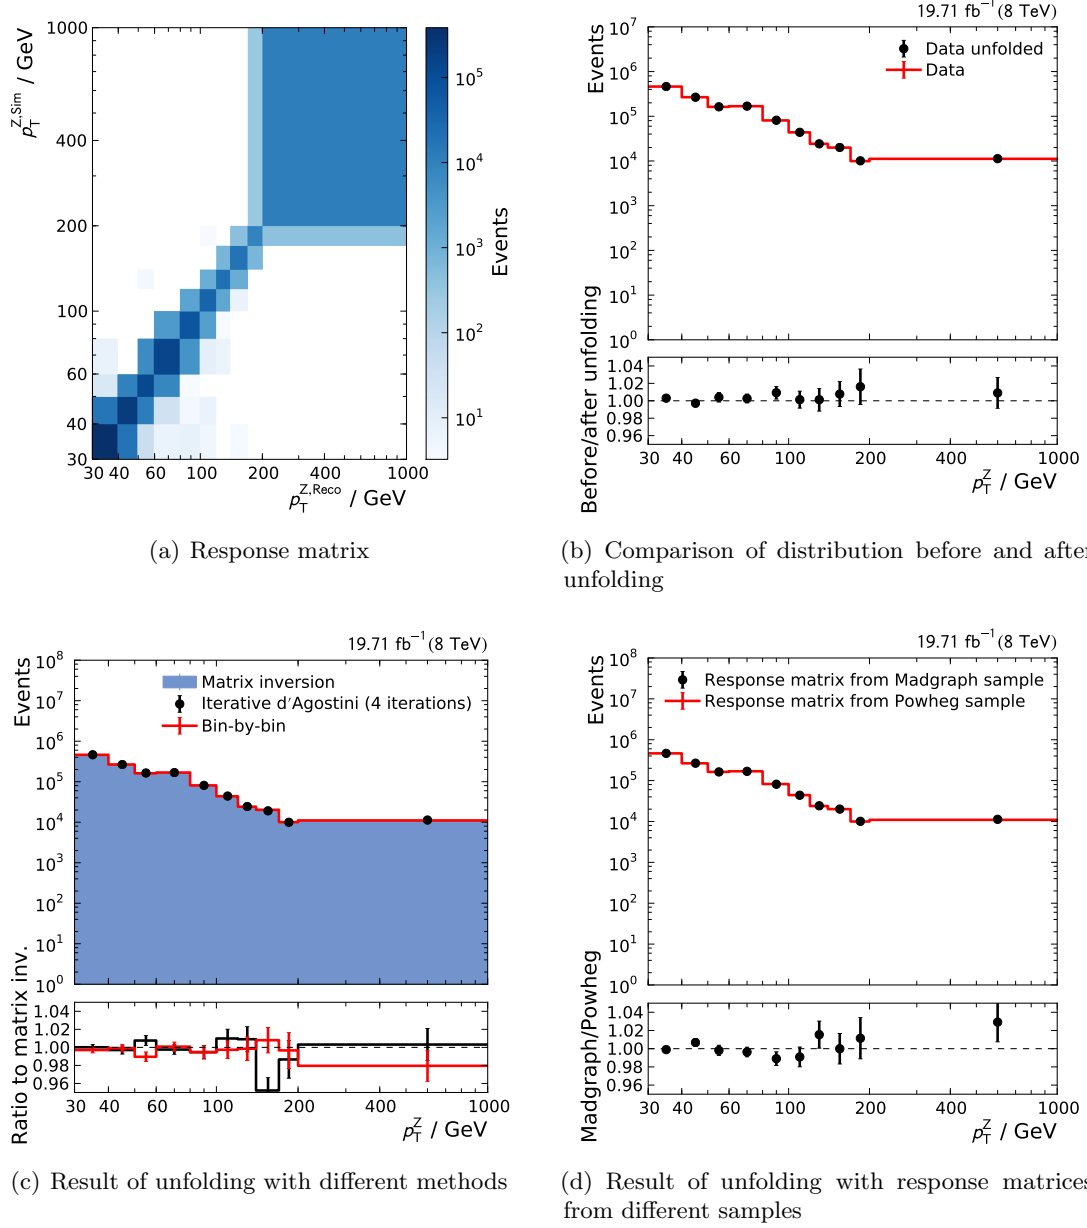 1000
400
200
100
60
40
30
30 40 60 100 200 400 1000
p_T^{Z,Sim} / GeV
p_T^{Z,Reco} / GeV
10^5
10^4
10^3
10^2
10^1
Events
(a) Response matrix
19.71 fb^{−1} (8 TeV)
Events
10^7
10^6
10^5
10^4
10^3
10^2
10^1
10^0
Data unfolded
Data
Before/after unfolding
1.04
1.02
1.00
0.98
0.96
30 40 60 100 200 400 1000
p_T^Z / GeV
(b) Comparison of distribution before and after
unfolding
19.71 fb^{−1} (8 TeV)
Events
10^8
10^7
10^6
10^5
10^4
10^3
10^2
10^1
10^0
Matrix inversion
Iterative d'Agostini (4 iterations)
Bin-by-bin
Ratio to matrix inv.
1.04
1.02
1.00
0.98
0.96
30 40 60 100 200 400 1000
p_T^Z / GeV
(c) Result of unfolding with different methods
19.71 fb^{−1} (8 TeV)
Events
10^8
10^7
10^6
10^5
10^4
10^3
10^2
10^1
10^0
Response matrix from Madgraph sample
Response matrix from Powheg sample
Madgraph/Powheg
1.04
1.02
1.00
0.98
0.96
30 40 60 100 200 400 1000
p_T^Z / GeV
(d) Result of unfolding with response matrices
from different samples